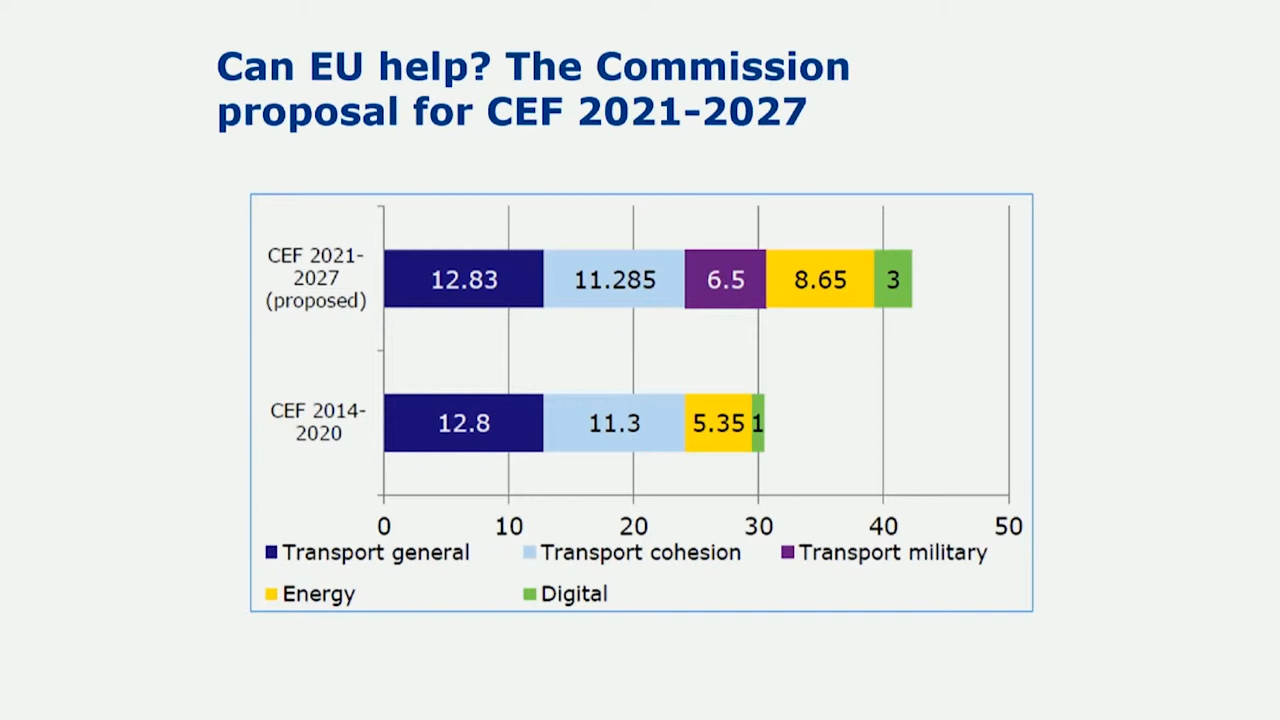 Can EU help? The Commission
proposal for CEF 2021-2027
CEF 2021-
2027
(proposed)
12.83 11.285 6.5 8.65 3
CEF 2014-
2020
12.8 11.3 5.35 1
0 10 20 30 40 50
Transport general Transport cohesion Transport military
Energy Digital